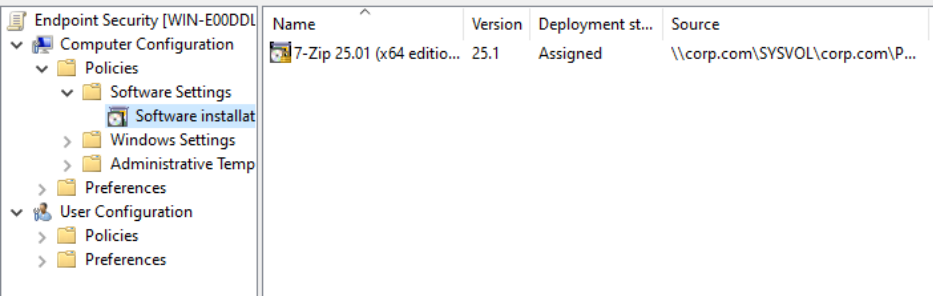 Endpoint Security [WIN-E00DDL
Computer Configuration
Policies
Software Settings
Software installat
Windows Settings
Administrative Temp
Preferences
User Configuration
Policies
Preferences
Name Version Deployment st... Source
7-Zip 25.01 (x64 editio... 25.1 Assigned \\corp.com\SYSVOL\corp.com\P...